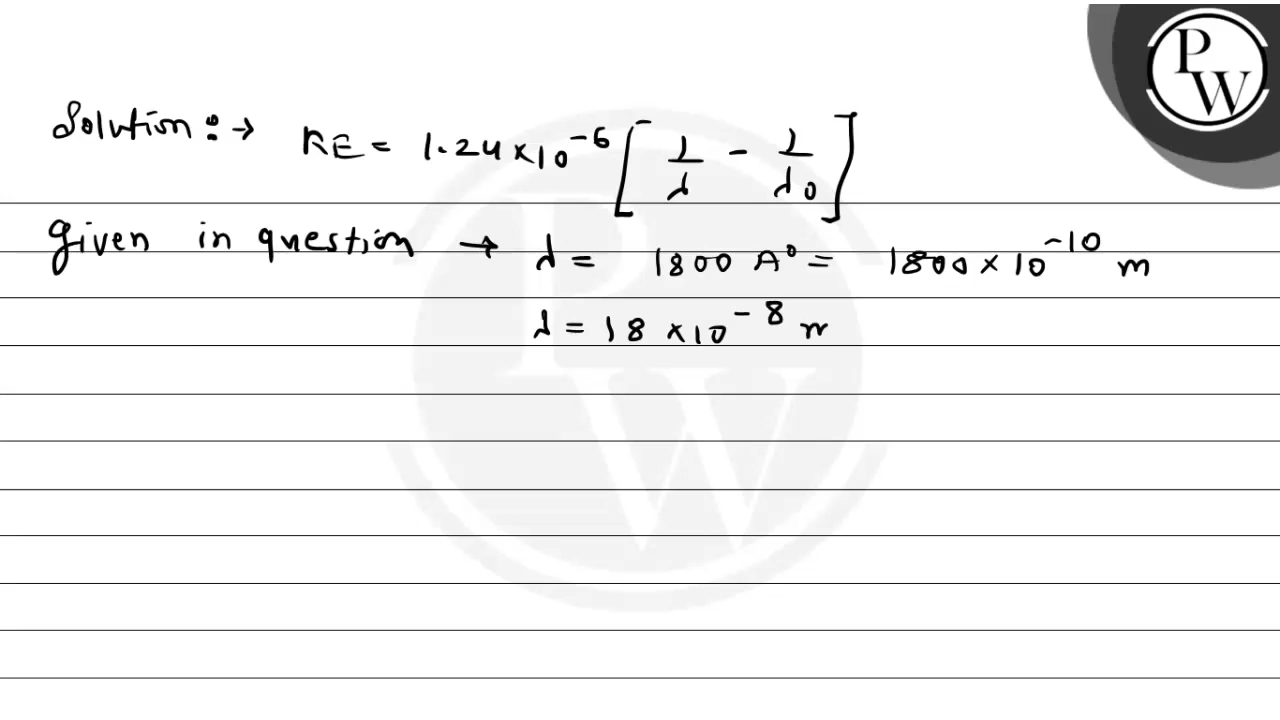 PW
Solution :→ KE = 1.24 × 10⁻⁶ [1/λ - 1/λ₀]
Given in question → λ = 1800 A° = 1800 × 10⁻¹⁰ m
λ = 18 × 10⁻⁸ m